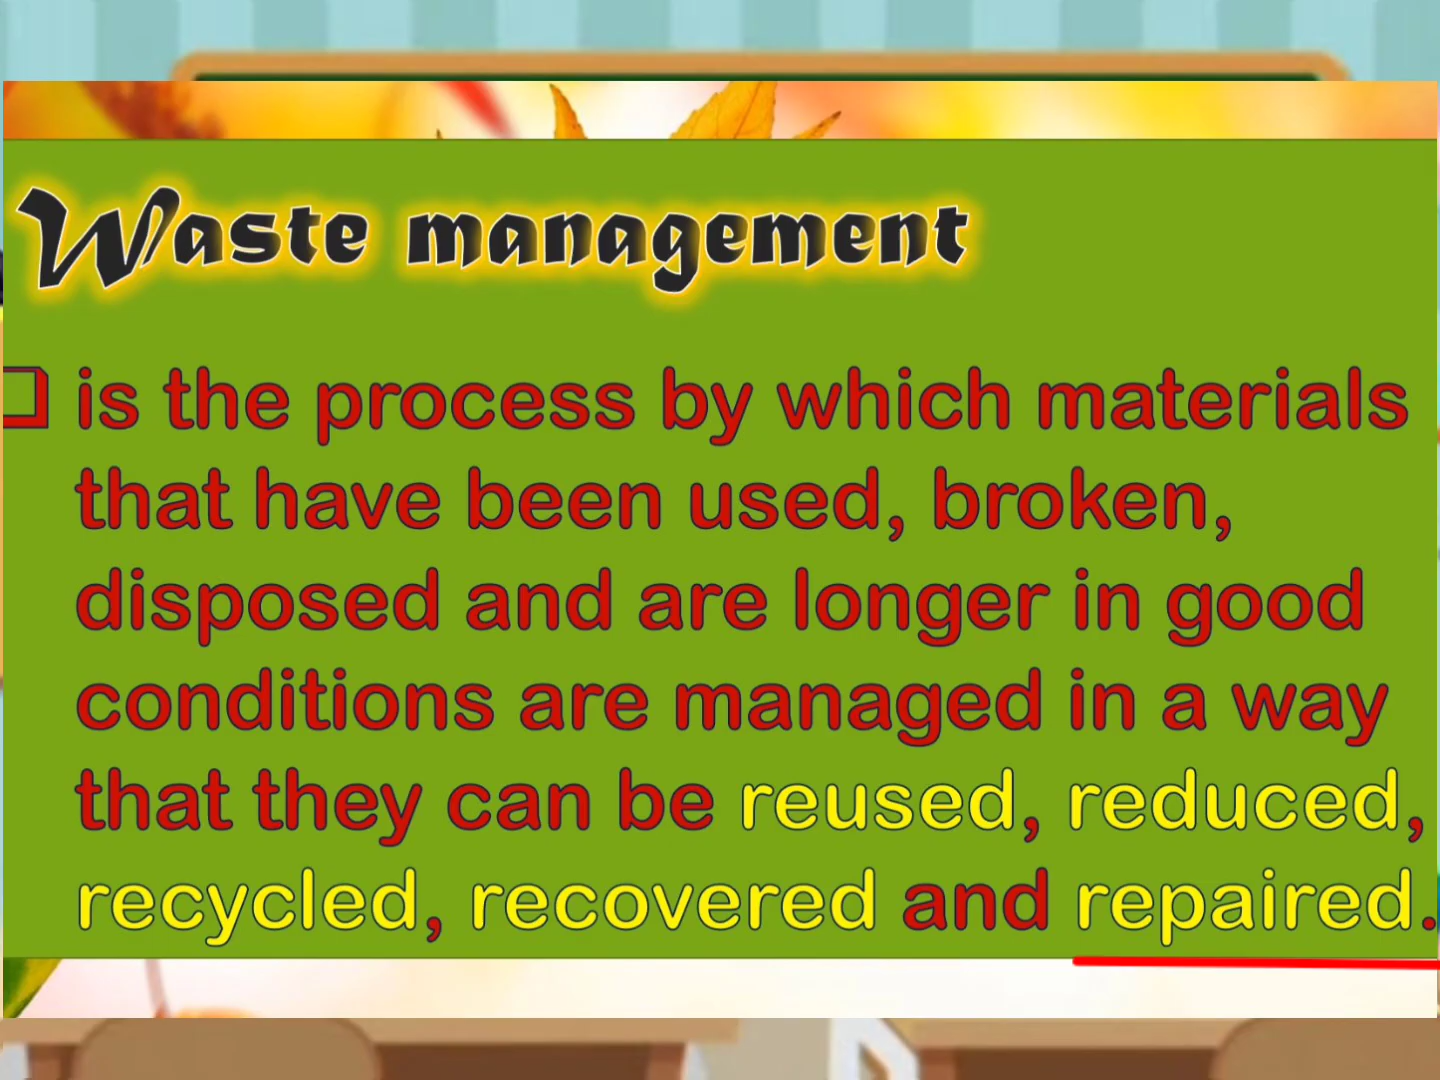 Waste management
is the process by which materials
that have been used, broken,
disposed and are longer in good
conditions are managed in a way
that they can be reused, reduced,
recycled, recovered and repaired.